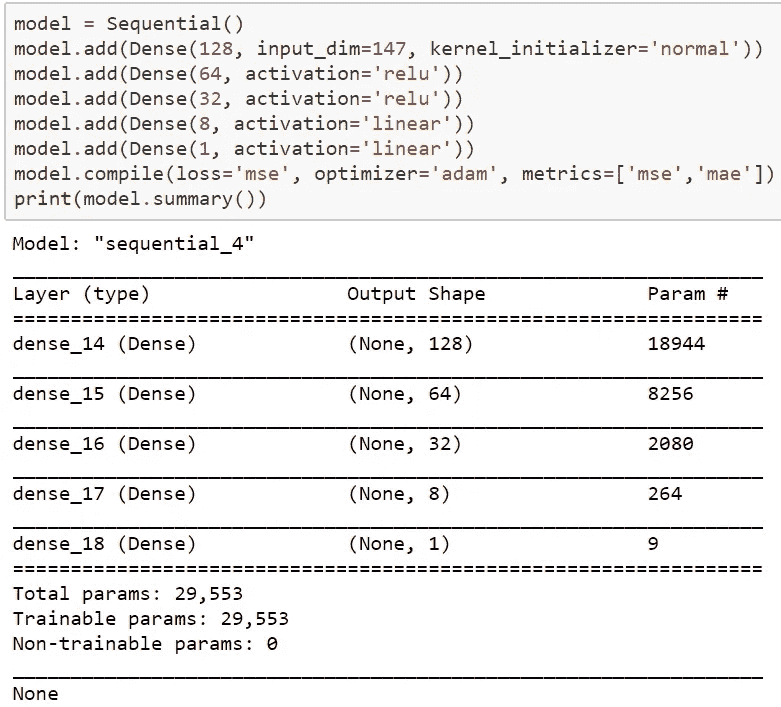 model = Sequential()
model.add(Dense(128, input_dim=147, kernel_initializer='normal'))
model.add(Dense(64, activation='relu'))
model.add(Dense(32, activation='relu'))
model.add(Dense(8, activation='linear'))
model.add(Dense(1, activation='linear'))
model.compile(loss='mse', optimizer='adam', metrics=['mse','mae'])
print(model.summary())
Model: "sequential_4"
_________________________________________________________________
Layer (type)                 Output Shape              Param #
=================================================================
dense_14 (Dense)             (None, 128)               18944
_________________________________________________________________
dense_15 (Dense)             (None, 64)                8256
_________________________________________________________________
dense_16 (Dense)             (None, 32)                2080
_________________________________________________________________
dense_17 (Dense)             (None, 8)                 264
_________________________________________________________________
dense_18 (Dense)             (None, 1)                 9
=================================================================
Total params: 29,553
Trainable params: 29,553
Non-trainable params: 0
_________________________________________________________________
None